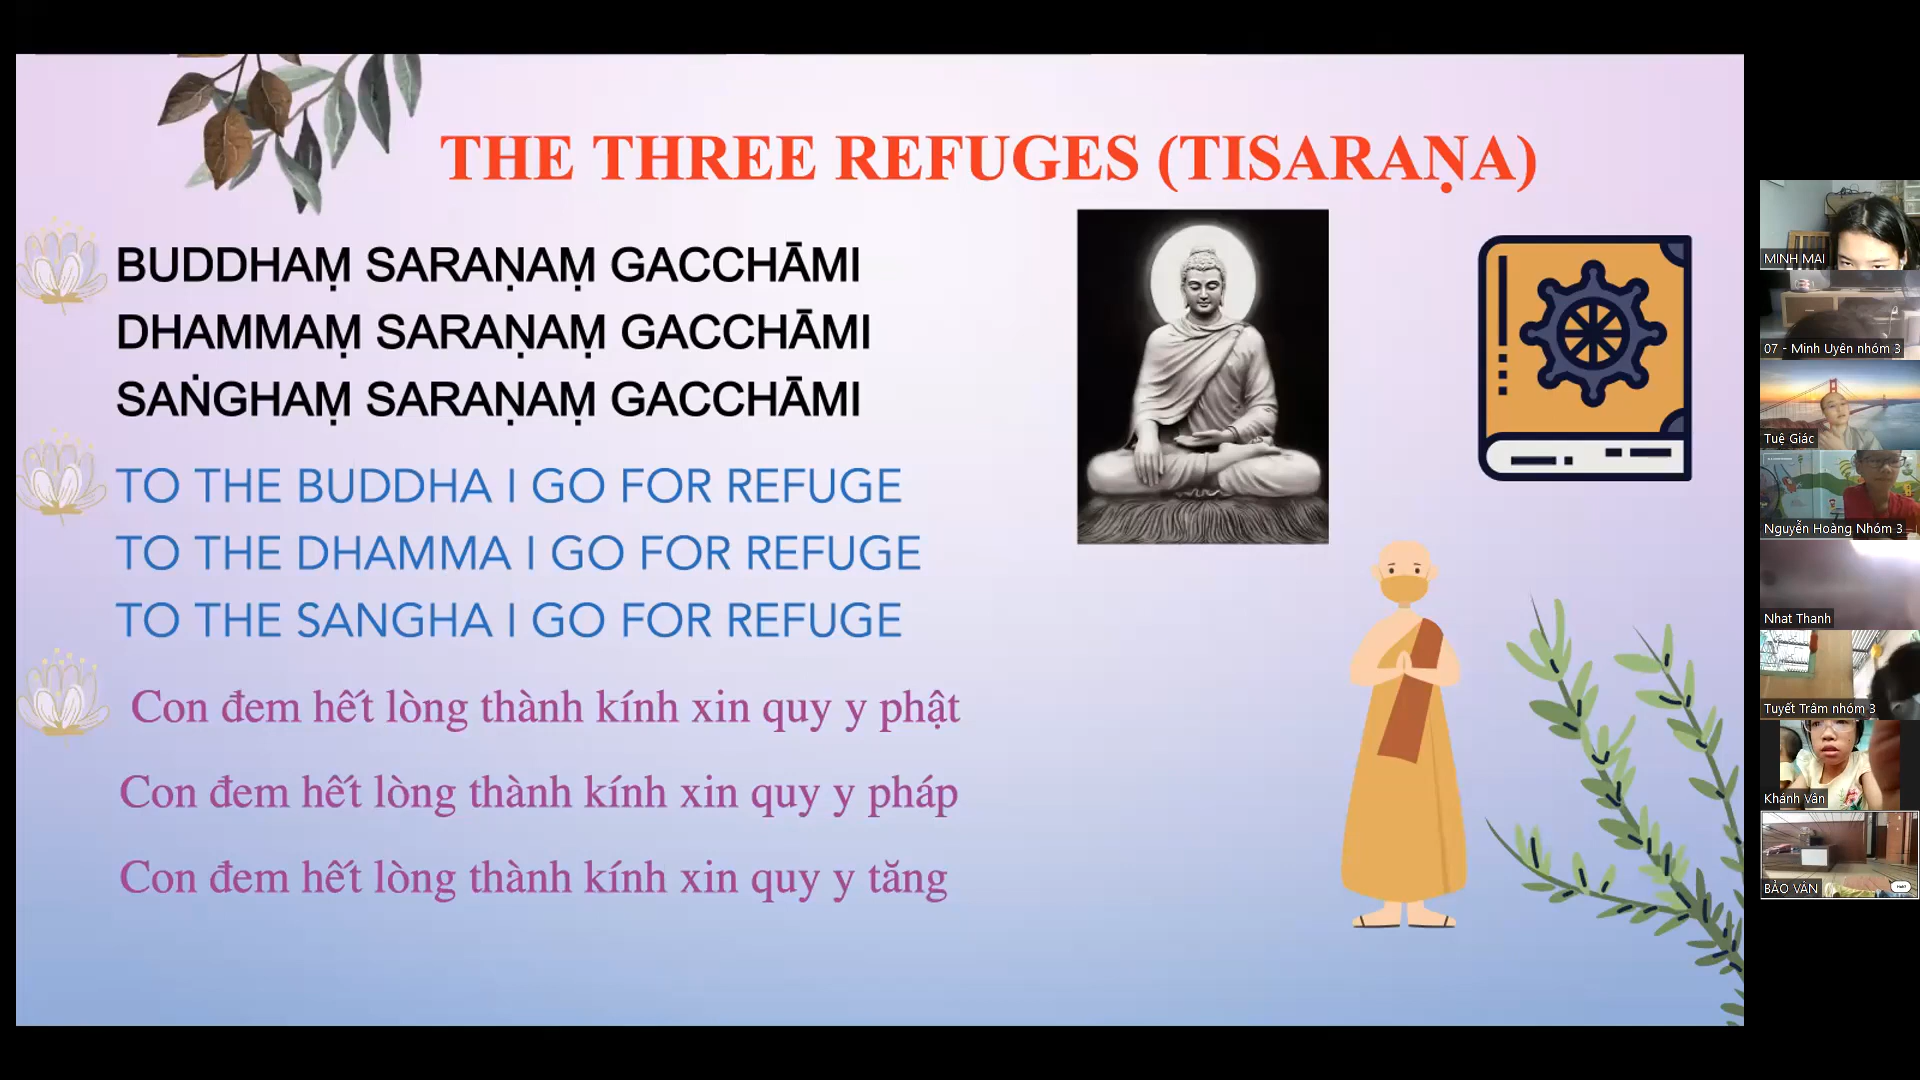 THE THREE REFUGES (TISARAṆA)
BUDDHAṂ SARAṆAṂ GACCHĀMI
DHAMMAṂ SARAṆAṂ GACCHĀMI
SAṄGHAṂ SARAṆAṂ GACCHĀMI
TO THE BUDDHA I GO FOR REFUGE
TO THE DHAMMA I GO FOR REFUGE
TO THE SANGHA I GO FOR REFUGE
Con đem hết lòng thành kính xin quy y phật
Con đem hết lòng thành kính xin quy y pháp
Con đem hết lòng thành kính xin quy y tăng
MINH MAI
07 - Minh Uyên nhóm 3
Tuệ Giác
Nguyễn Hoàng Nhóm 3
Nhat Thanh
Tuyết Trâm nhóm 3
Khánh Vân
BẢO VÂN